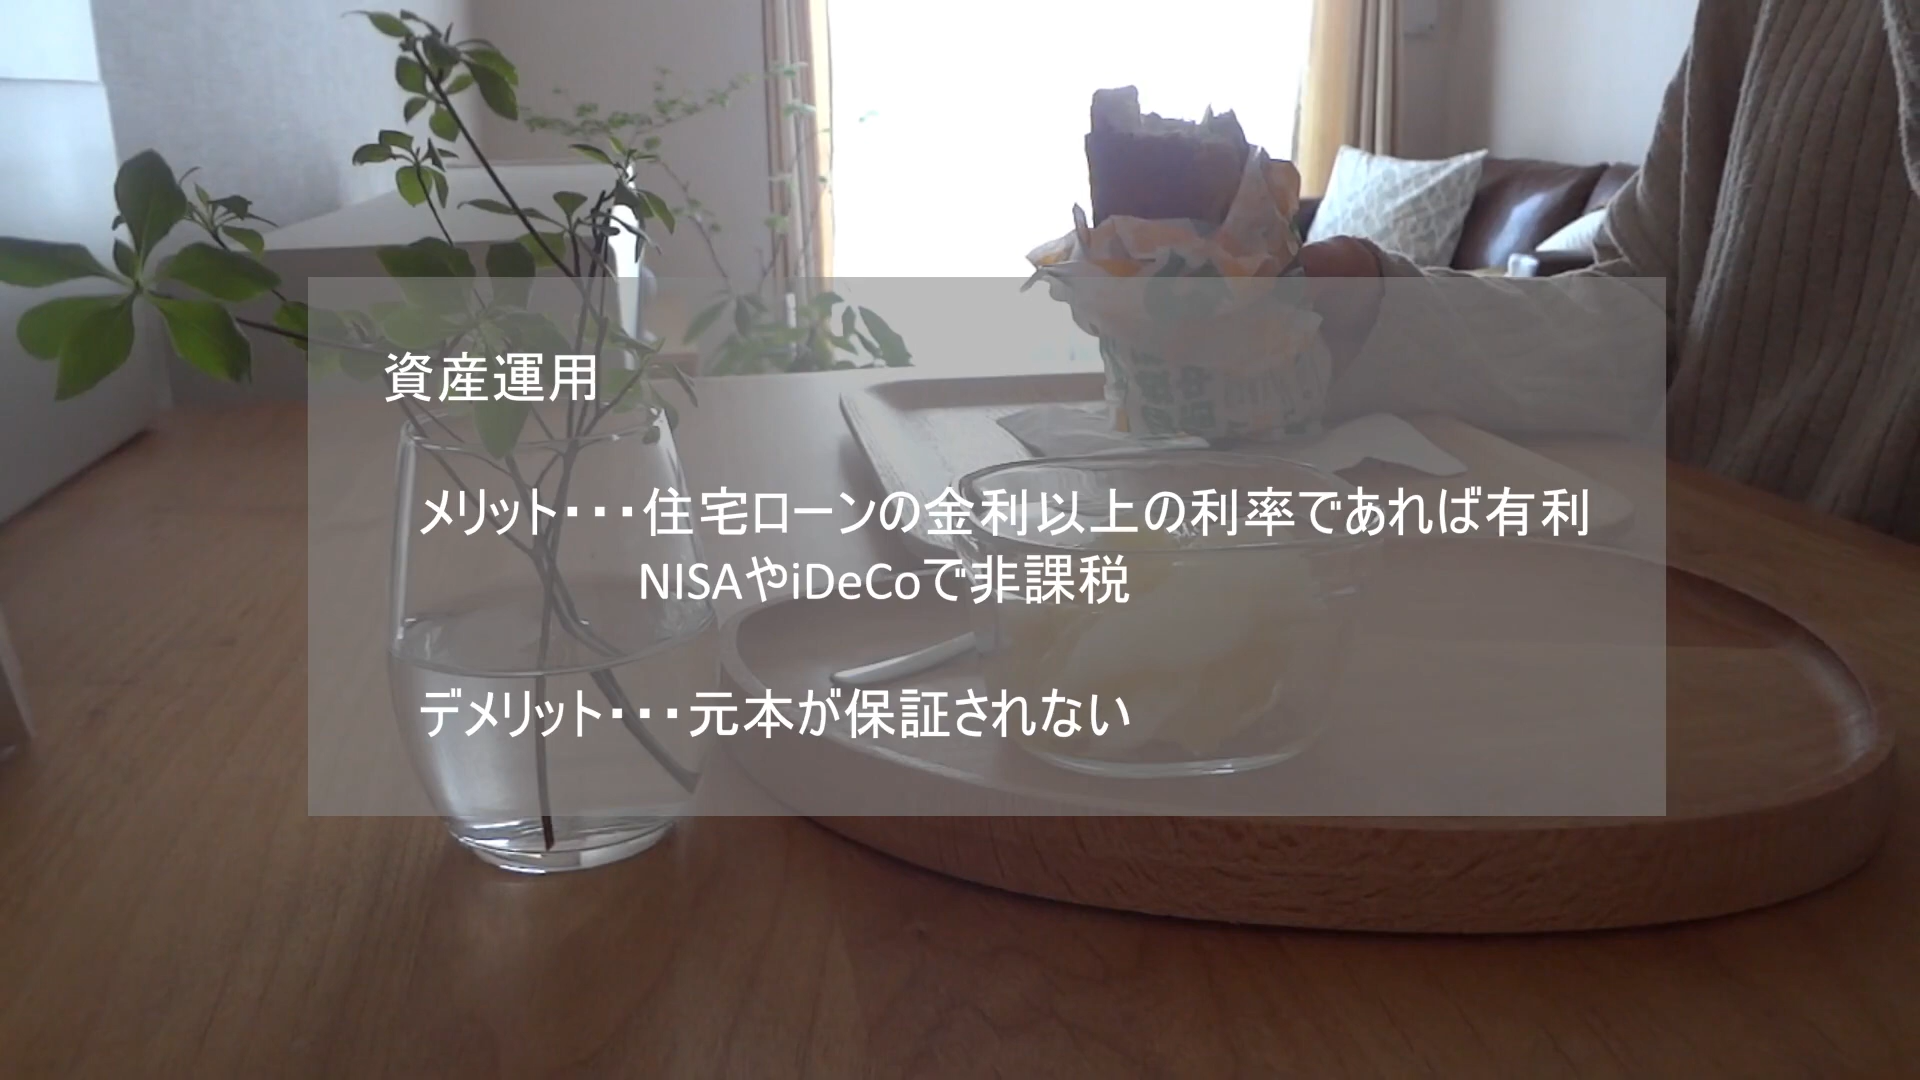 資産運用
メリット・・・住宅ローンの金利以上の利率であれば有利
NISAやiDeCoで非課税
デメリット・・・元本が保証されない